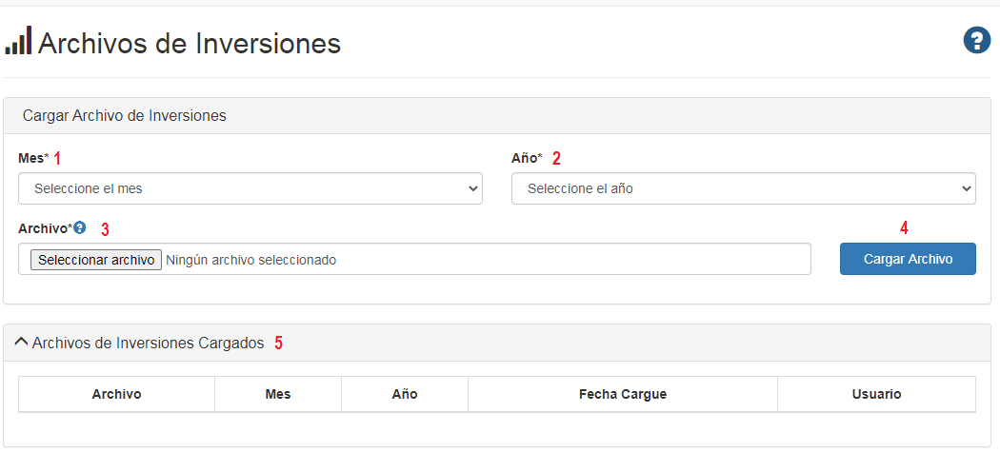 Archivos de Inversiones
?
Cargar Archivo de Inversiones
Mes* 1
Año* 2
Seleccione el mes
Seleccione el año
Archivo*? 3
4
Seleccionar archivo Ningún archivo seleccionado
Cargar Archivo
Archivos de Inversiones Cargados 5
Archivo Mes Año Fecha Cargue Usuario